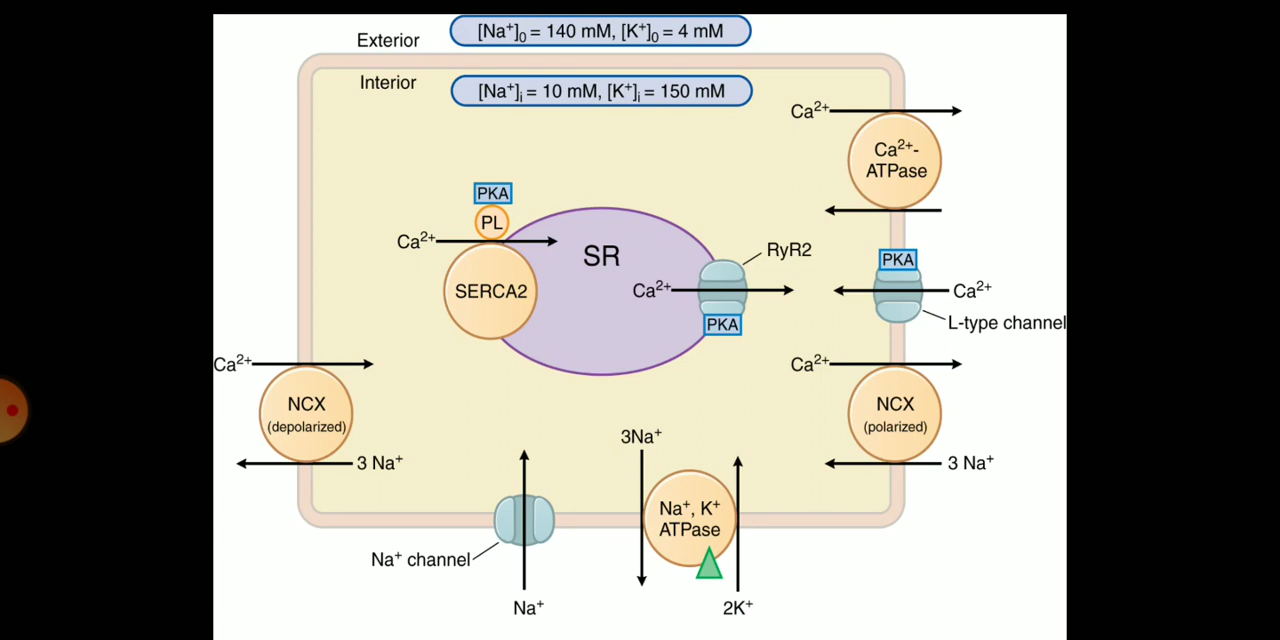 [Na⁺]₀ = 140 mM, [K⁺]₀ = 4 mM
Exterior
Interior
[Na⁺]ᵢ = 10 mM, [K⁺]ᵢ = 150 mM
Ca²⁺
Ca²⁺-
ATPase
PKA
PL
Ca²⁺
SERCA2
SR
RyR2
Ca²⁺
PKA
PKA
Ca²⁺
L-type channel
Ca²⁺
NCX
(depolarized)
3 Na⁺
Ca²⁺
NCX
(polarized)
3 Na⁺
3Na⁺
Na⁺, K⁺
ATPase
Na⁺ channel
Na⁺
2K⁺